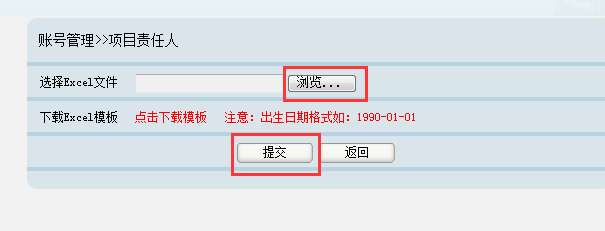 账号管理>>项目责任人
选择Excel文件 浏览...
下载Excel模板 点击下载模板 注意：出生日期格式如：1990-01-01
提交 返回